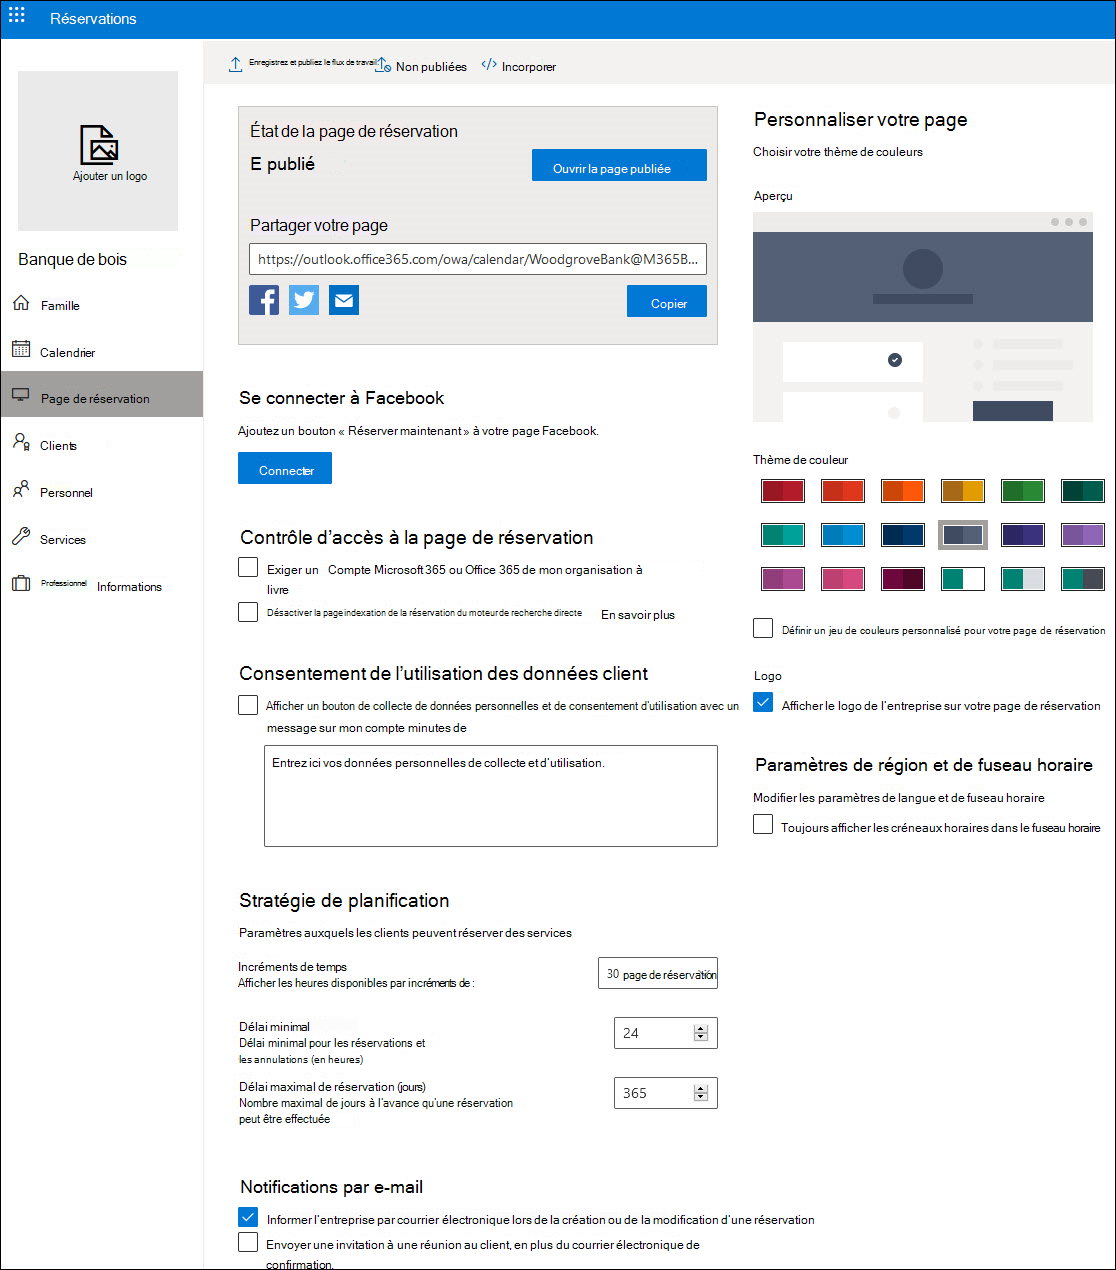 Réservations
Enregistrez et publiez le flux de travail
Non publiées
Incorporer
Ajouter un logo
Banque de bois
Famille
Calendrier
Page de réservation
Clients
Personnel
Services
Professionnel Informations
État de la page de réservation
E publié
Ouvrir la page publiée
Partager votre page
https://outlook.office365.com/owa/calendar/WoodgroveBank@M365B...
Copier
Se connecter à Facebook
Ajoutez un bouton « Réserver maintenant » à votre page Facebook.
Connecter
Contrôle d’accès à la page de réservation
Exiger un Compte Microsoft 365 ou Office 365 de mon organisation à
livre
Désactiver la page indexation de la réservation du moteur de recherche directe
En savoir plus
Consentement de l’utilisation des données client
Afficher un bouton de collecte de données personnelles et de consentement d’utilisation avec un
message sur mon compte minutes de
Entrez ici vos données personnelles de collecte et d’utilisation.
Stratégie de planification
Paramètres auxquels les clients peuvent réserver des services
Incréments de temps
Afficher les heures disponibles par incréments de :
30 page de réservation
Délai minimal
Délai minimal pour les réservations et
les annulations (en heures)
24
Délai maximal de réservation (jours)
Nombre maximal de jours à l’avance qu’une réservation
peut être effectuée
365
Notifications par e-mail
Informer l’entreprise par courrier électronique lors de la création ou de la modification d’une réservation
Envoyer une invitation à une réunion au client, en plus du courrier électronique de
confirmation.
Personnaliser votre page
Choisir votre thème de couleurs
Aperçu
Thème de couleur
Définir un jeu de couleurs personnalisé pour votre page de réservation
Logo
Afficher le logo de l’entreprise sur votre page de réservation
Paramètres de région et de fuseau horaire
Modifier les paramètres de langue et de fuseau horaire
Toujours afficher les créneaux horaires dans le fuseau horaire